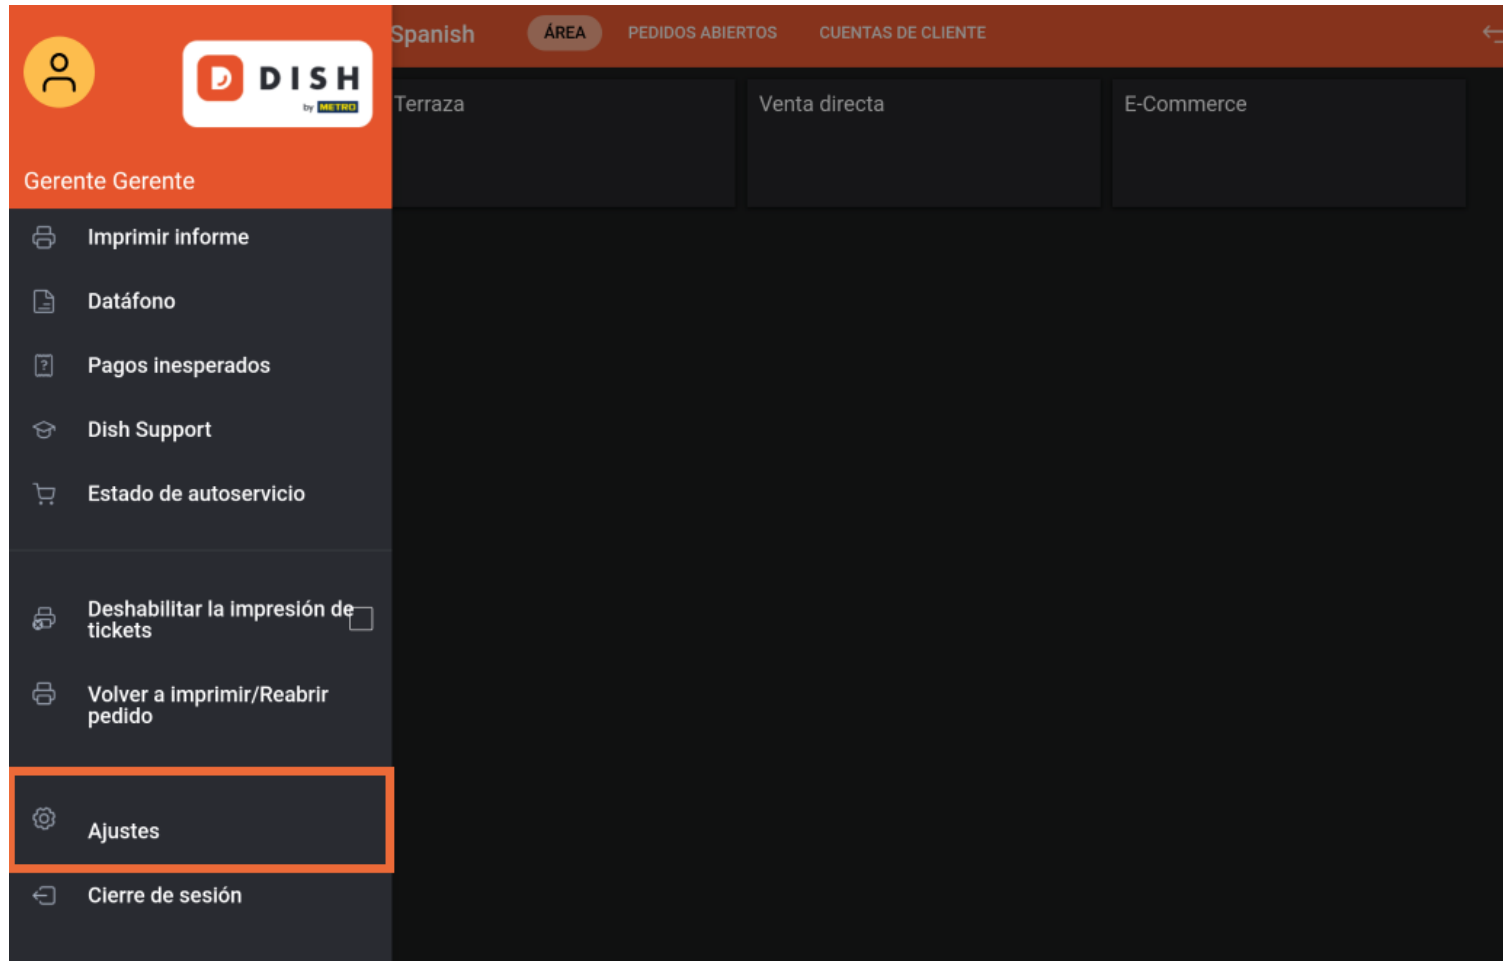 Spanish ÁREA PEDIDOS ABIERTOS CUENTAS DE CLIENTE
D DISH
by METRO
Gerente Gerente
Terraza Venta directa E-Commerce
Imprimir informe
Datáfono
Pagos inesperados
Dish Support
Estado de autoservicio
Deshabilitar la impresión de
tickets
Volver a imprimir/Reabrir
pedido
Ajustes
Cierre de sesión